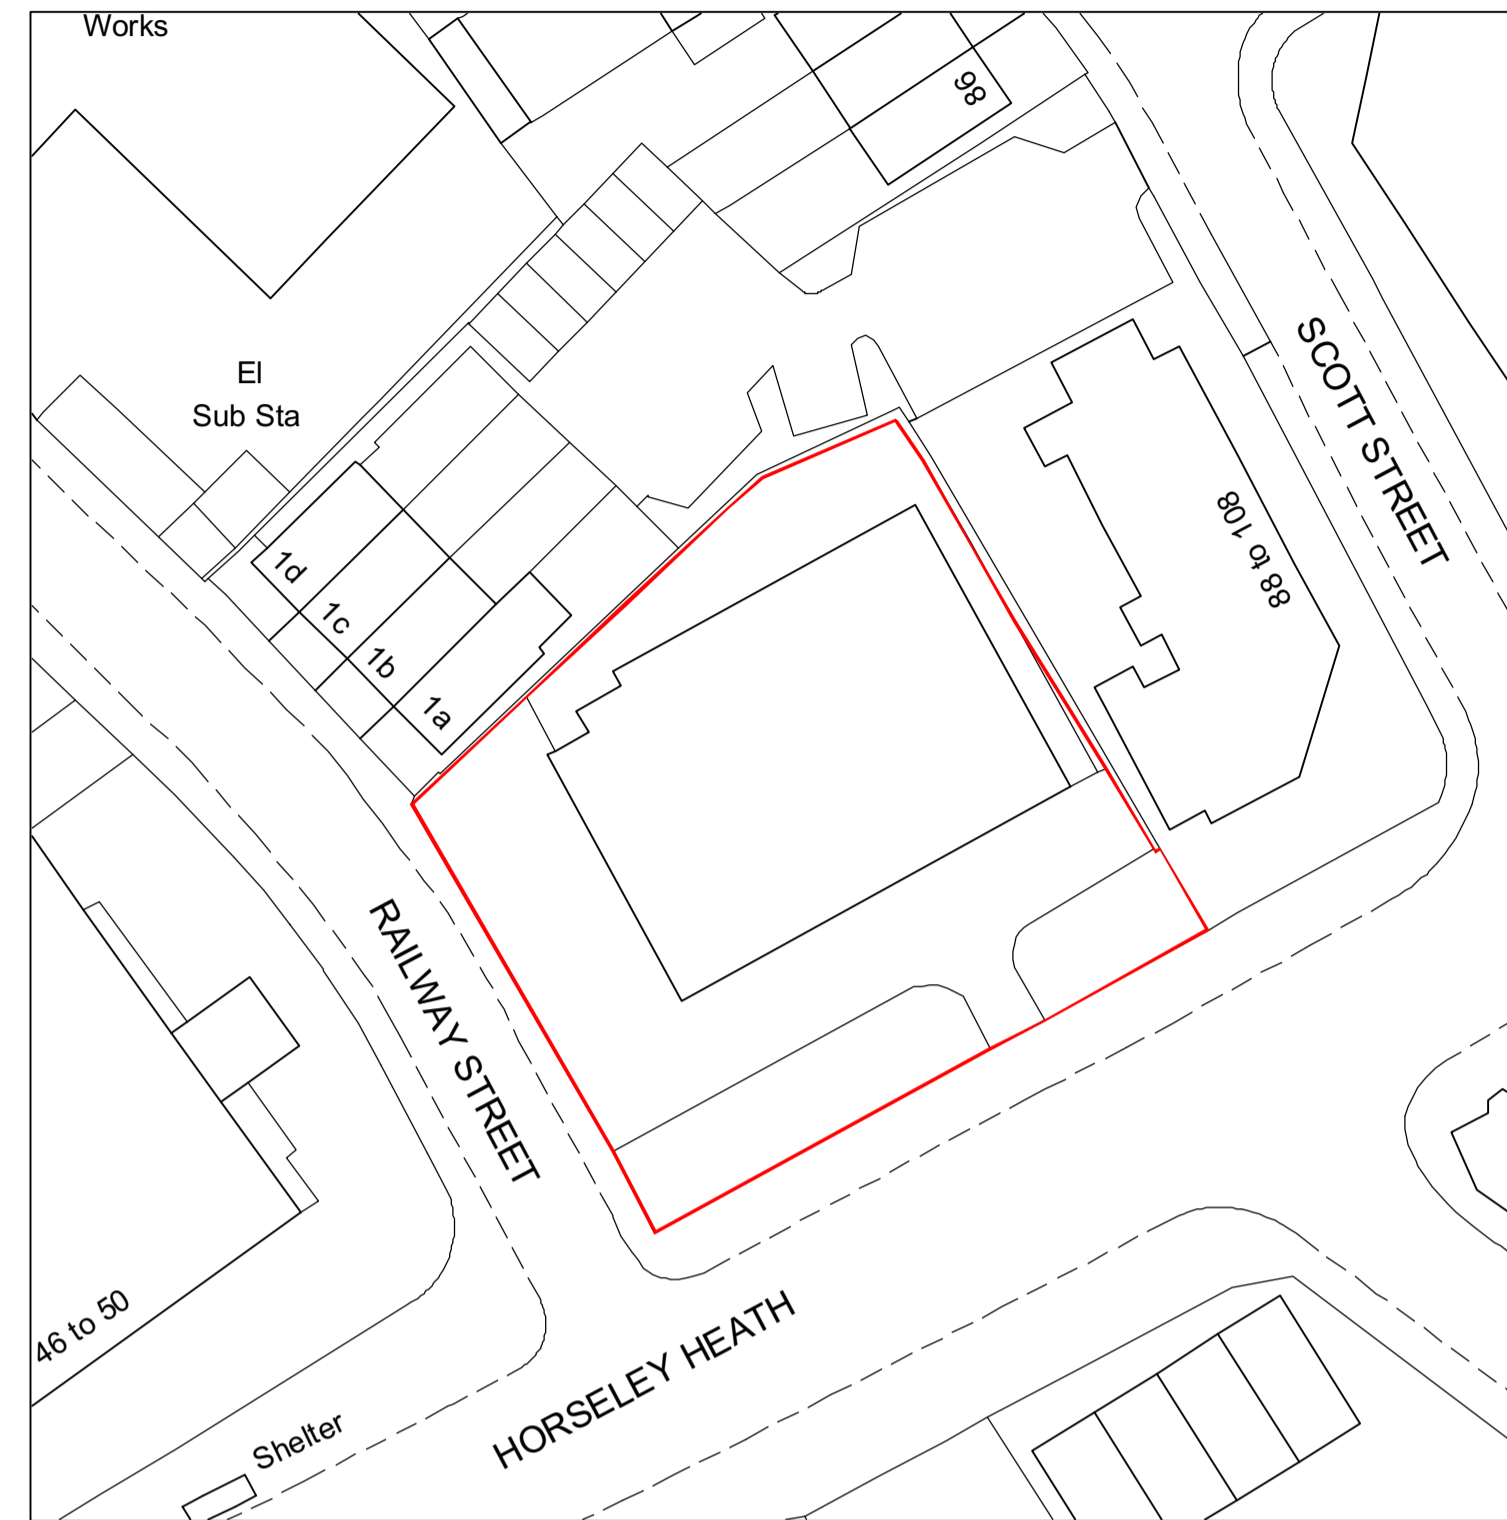 Works
98
El
Sub Sta
SCOTT STREET
88 to 108
1d
1c
1b
1a
RAILWAY STREET
46 to 50
HORSELEY HEATH
Shelter